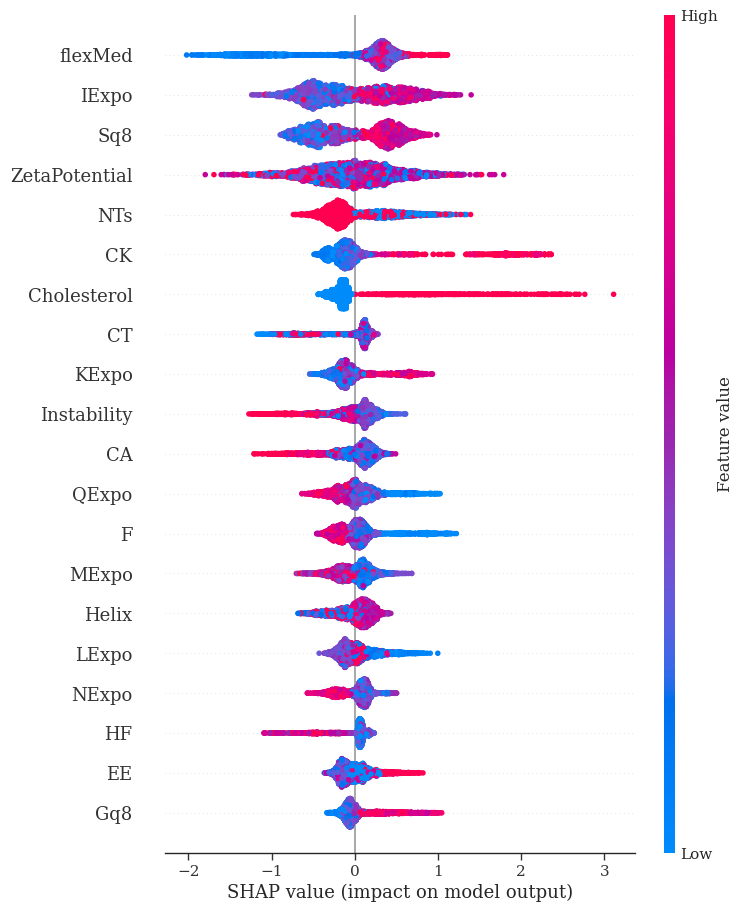 High
flexMed
IExpo
Sq8
ZetaPotential
NTs
CK
Cholesterol
CT
KExpo
Instability
CA
QExpo
F
MExpo
Helix
LExpo
NExpo
HF
EE
Gq8
Feature value
Low
−2 −1 0 1 2 3
SHAP value (impact on model output)